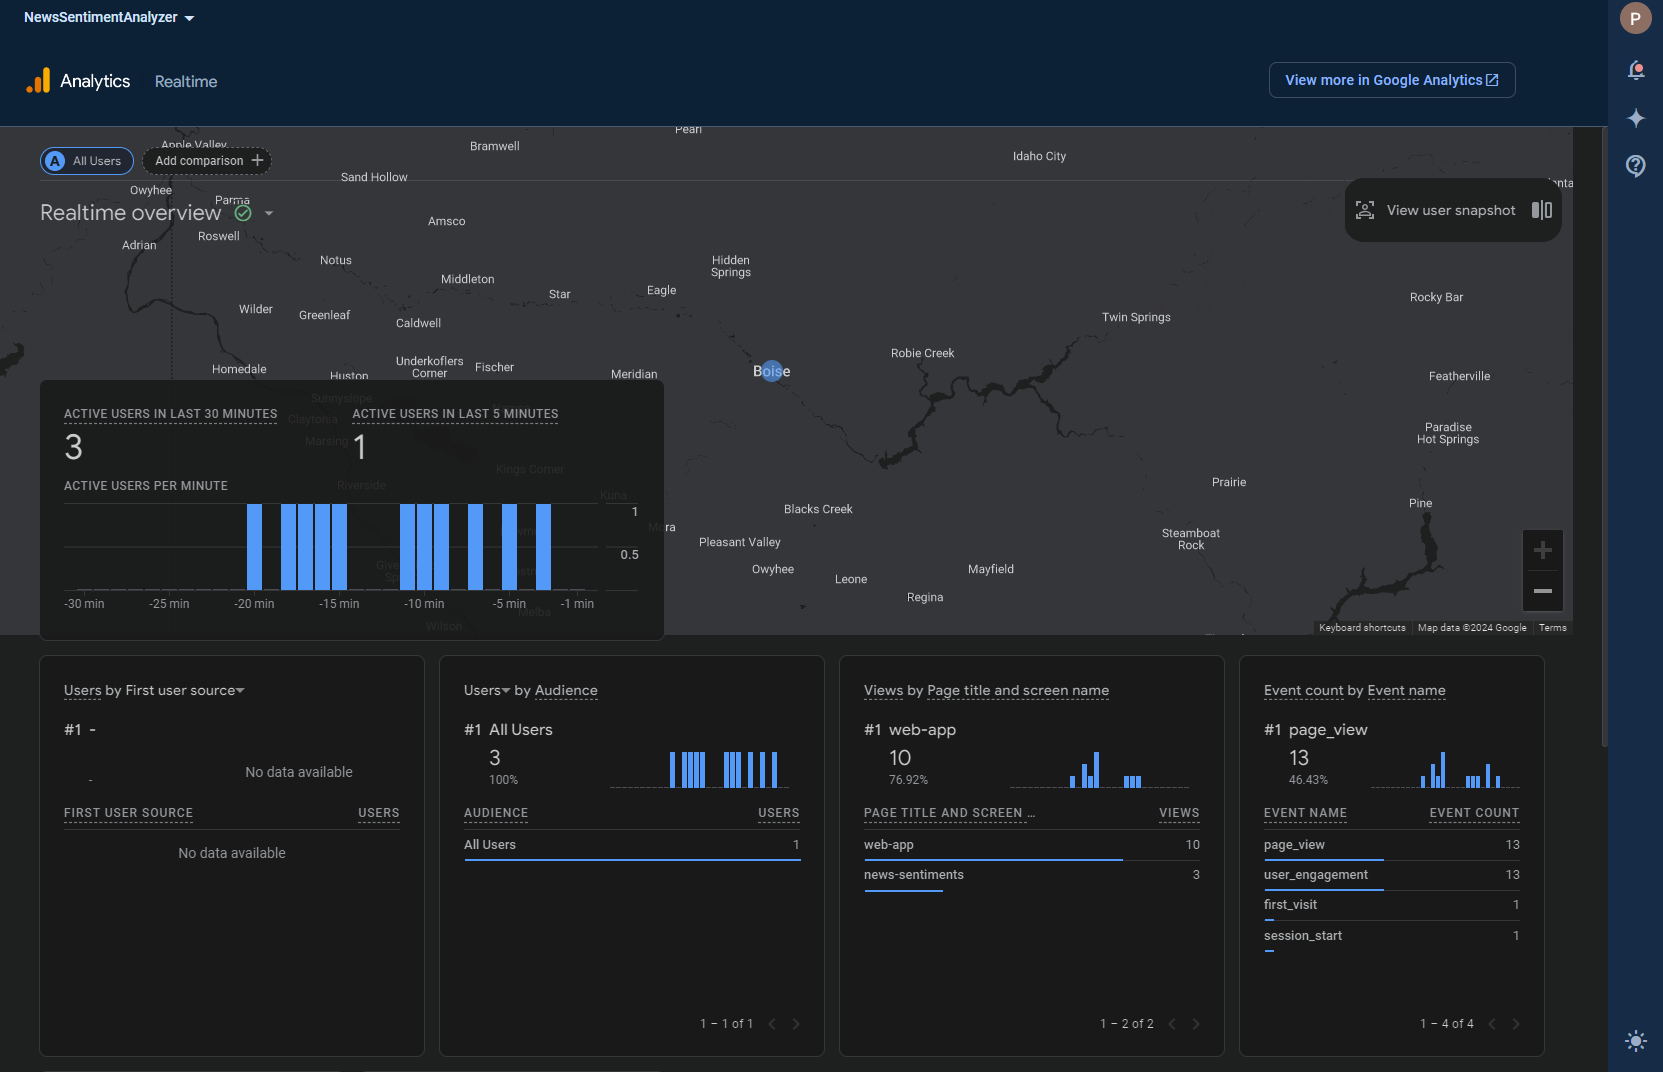 NewsSentimentAnalyzer
P
Analytics
Realtime
View more in Google Analytics
Pearl
Apple Valley
Bramwell
Idaho City
A All Users
Add comparison
Sand Hollow
Owyhee
Parma
Realtime overview
View user snapshot
Amsco
Roswell
Adrian
Notus
Hidden
Springs
Middleton
Star
Eagle
Rocky Bar
Wilder
Greenleaf
Caldwell
Twin Springs
Robie Creek
Underkoflers
Corner
Fischer
Homedale
Huston
Meridian
Boise
Featherville
Sunnyslope
ACTIVE USERS IN LAST 30 MINUTES
3
ACTIVE USERS IN LAST 5 MINUTES
1
Claytonia
Marsing
Paradise
Hot Springs
Kings Corner
ACTIVE USERS PER MINUTE
Riverside
Kuna
Prairie
Pine
Blacks Creek
1
Mora
Pleasant Valley
Steamboat
Rock
0.5
Owyhee
Leone
Mayfield
Regina
-30 min
-25 min
-20 min
-15 min
-10 min
-5 min
-1 min
Melba
Wilson
Keyboard shortcuts
Map data ©2024 Google
Terms
Users by First user source
#1 -
-
No data available
FIRST USER SOURCE USERS
No data available
Users by Audience
#1 All Users
3
100%
AUDIENCE USERS
All Users 1
1 – 1 of 1
Views by Page title and screen name
#1 web-app
10
76.92%
PAGE TITLE AND SCREEN … VIEWS
web-app 10
news-sentiments 3
1 – 2 of 2
Event count by Event name
#1 page_view
13
46.43%
EVENT NAME EVENT COUNT
page_view 13
user_engagement 13
first_visit 1
session_start 1
1 – 4 of 4